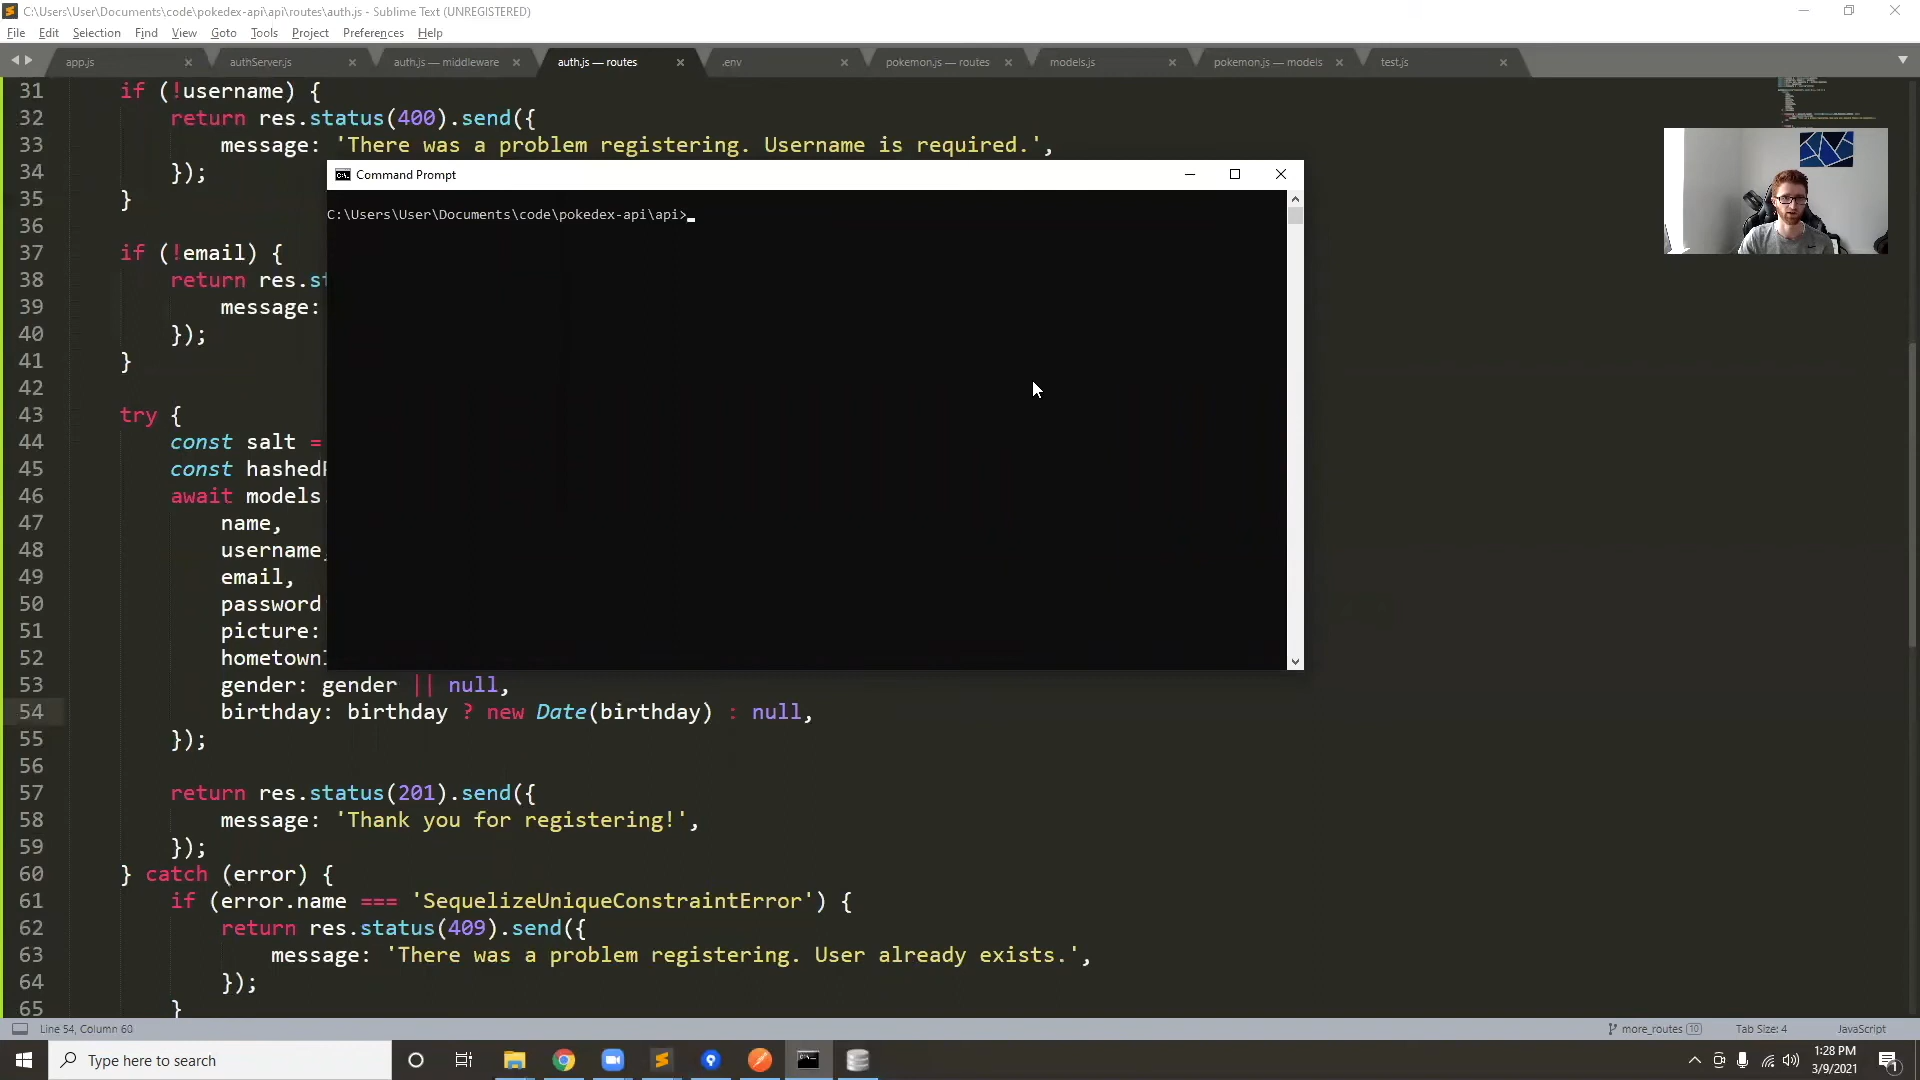 C:\Users\User\Documents\code\pokedex-api\api\routes\auth.js - Sublime Text (UNREGISTERED)
File Edit Selection Find View Goto Tools Project Preferences Help
app.js authServer.js auth.js — middleware auth.js — routes .env pokemon.js — routes models.js pokemon.js — models test.js
31 if (!username) {
32 return res.status(400).send({
33 message: 'There was a problem registering. Username is required.',
34 });
35 }
36
37 if (!email) {
38 return res.st
39 message:
40 });
41 }
42
43 try {
44 const salt =
45 const hashedP
46 await models
47 name,
48 username,
49 email,
50 password
51 picture:
52 hometown
53 gender: gender || null,
54 birthday: birthday ? new Date(birthday) : null,
55 });
56
57 return res.status(201).send({
58 message: 'Thank you for registering!',
59 });
60 } catch (error) {
61 if (error.name === 'SequelizeUniqueConstraintError') {
62 return res.status(409).send({
63 message: 'There was a problem registering. User already exists.',
64 });
65 }
Command Prompt
C:\Users\User\Documents\code\pokedex-api\api>_
Line 54, Column 60 more_routes 10 Tab Size: 4 JavaScript
Type here to search
1:28 PM
3/9/2021
1